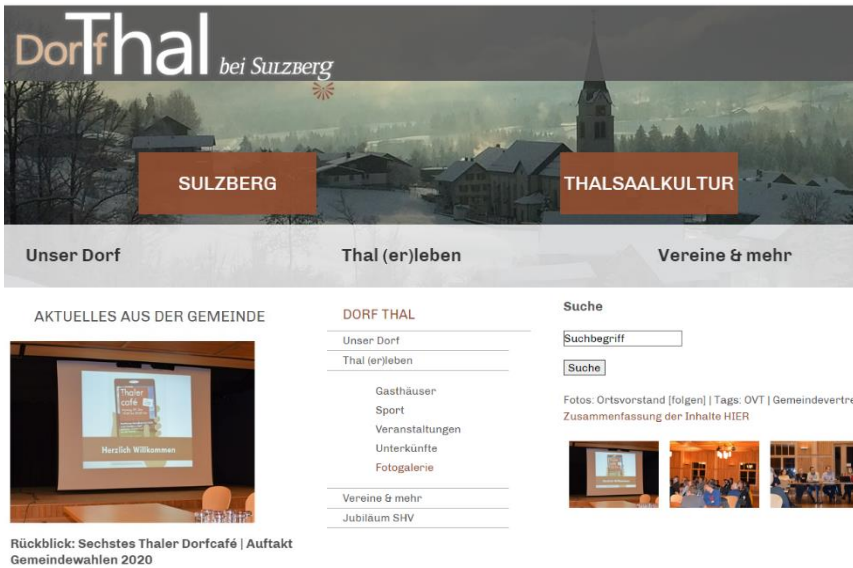 DorfThal bei Sulzberg
SULZBERG
THALSAALKULTUR
Unser Dorf
Thal (er)leben
Vereine & mehr
AKTUELLES AUS DER GEMEINDE
Thaler
café
Herzlich Willkommen
Rückblick: Sechstes Thaler Dorfcafé | Auftakt
Gemeindewahlen 2020
DORF THAL
Unser Dorf
Thal (er)leben
Gasthäuser
Sport
Veranstaltungen
Unterkünfte
Fotogalerie
Vereine & mehr
Jubiläum SHV
Suche
Suchbegriff
Suche
Fotos: Ortsvorstand [folgen] | Tags: OVT | Gemeindevertre
Zusammenfassung der Inhalte HIER